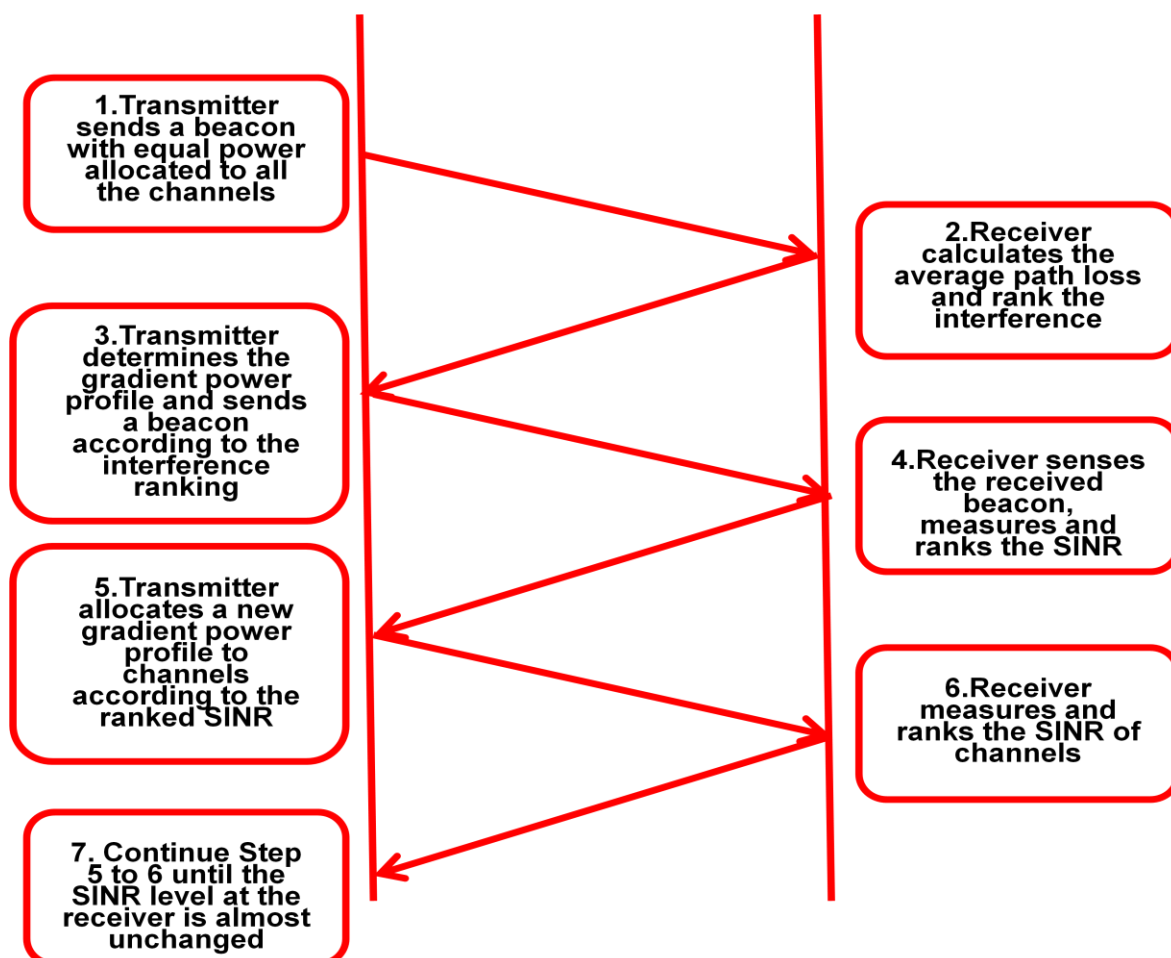 1.Transmitter
sends a beacon
with equal power
allocated to all
the channels
2.Receiver
calculates the
average path loss
and rank the
interference
3.Transmitter
determines the
gradient power
profile and sends
a beacon
according to the
interference
ranking
4.Receiver senses
the received
beacon,
measures and
ranks the SINR
5.Transmitter
allocates a new
gradient power
profile to
channels
according to the
ranked SINR
6.Receiver
measures and
ranks the SINR of
channels
7. Continue Step
5 to 6 until the
SINR level at the
receiver is almost
unchanged